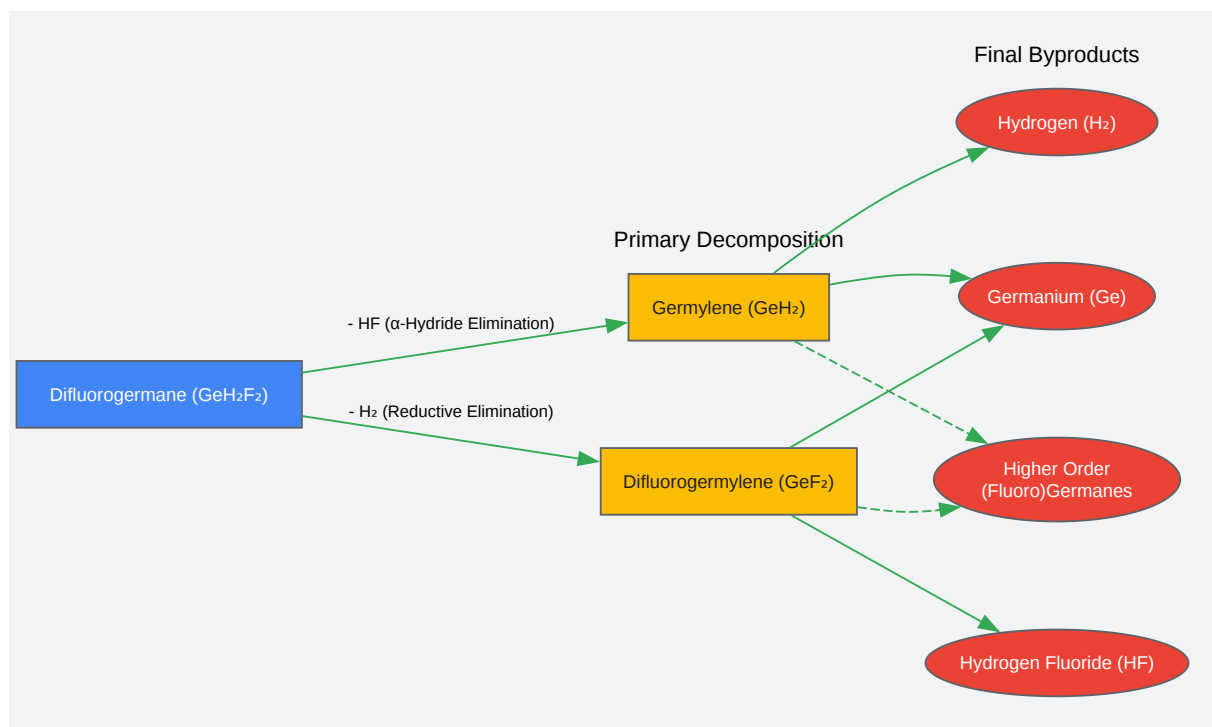 Final Byproducts
Hydrogen (H₂)
Primary Decomposition
Germylene (GeH₂)
Germanium (Ge)
- HF (α-Hydride Elimination)
Difluorogermane (GeH₂F₂)
- H₂ (Reductive Elimination)
Difluorogermylene (GeF₂)
Higher Order
(Fluoro)Germanes
Hydrogen Fluoride (HF)